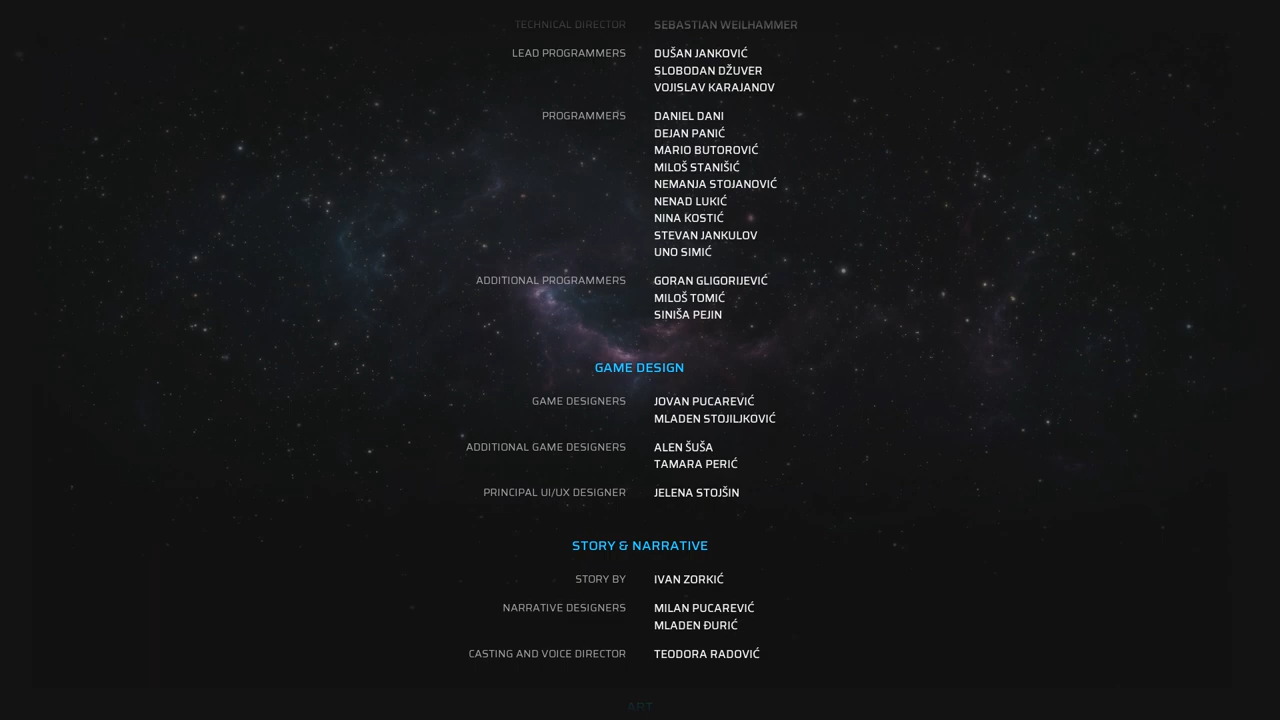 TECHNICAL DIRECTOR SEBASTIAN WEILHAMMER
LEAD PROGRAMMERS DUŠAN JANKOVIĆ
SLOBODAN DŽUVER
VOJISLAV KARAJANOV
PROGRAMMERS DANIEL DANI
DEJAN PANIĆ
MARIO BUTOROVIĆ
MILOŠ STANIŠIĆ
NEMANJA STOJANOVIĆ
NENAD LUKIĆ
NINA KOSTIĆ
STEVAN JANKULOV
UNO SIMIĆ
ADDITIONAL PROGRAMMERS GORAN GLIGORIJEVIĆ
MILOŠ TOMIĆ
SINIŠA PEJIN
GAME DESIGN
GAME DESIGNERS JOVAN PUCAREVIĆ
MLADEN STOJILJKOVIĆ
ADDITIONAL GAME DESIGNERS ALEN ŠUŠA
TAMARA PERIĆ
PRINCIPAL UI/UX DESIGNER JELENA STOJŠIN
STORY & NARRATIVE
STORY BY IVAN ZORKIĆ
NARRATIVE DESIGNERS MILAN PUCAREVIĆ
MLADEN ĐURIĆ
CASTING AND VOICE DIRECTOR TEODORA RADOVIĆ
ART